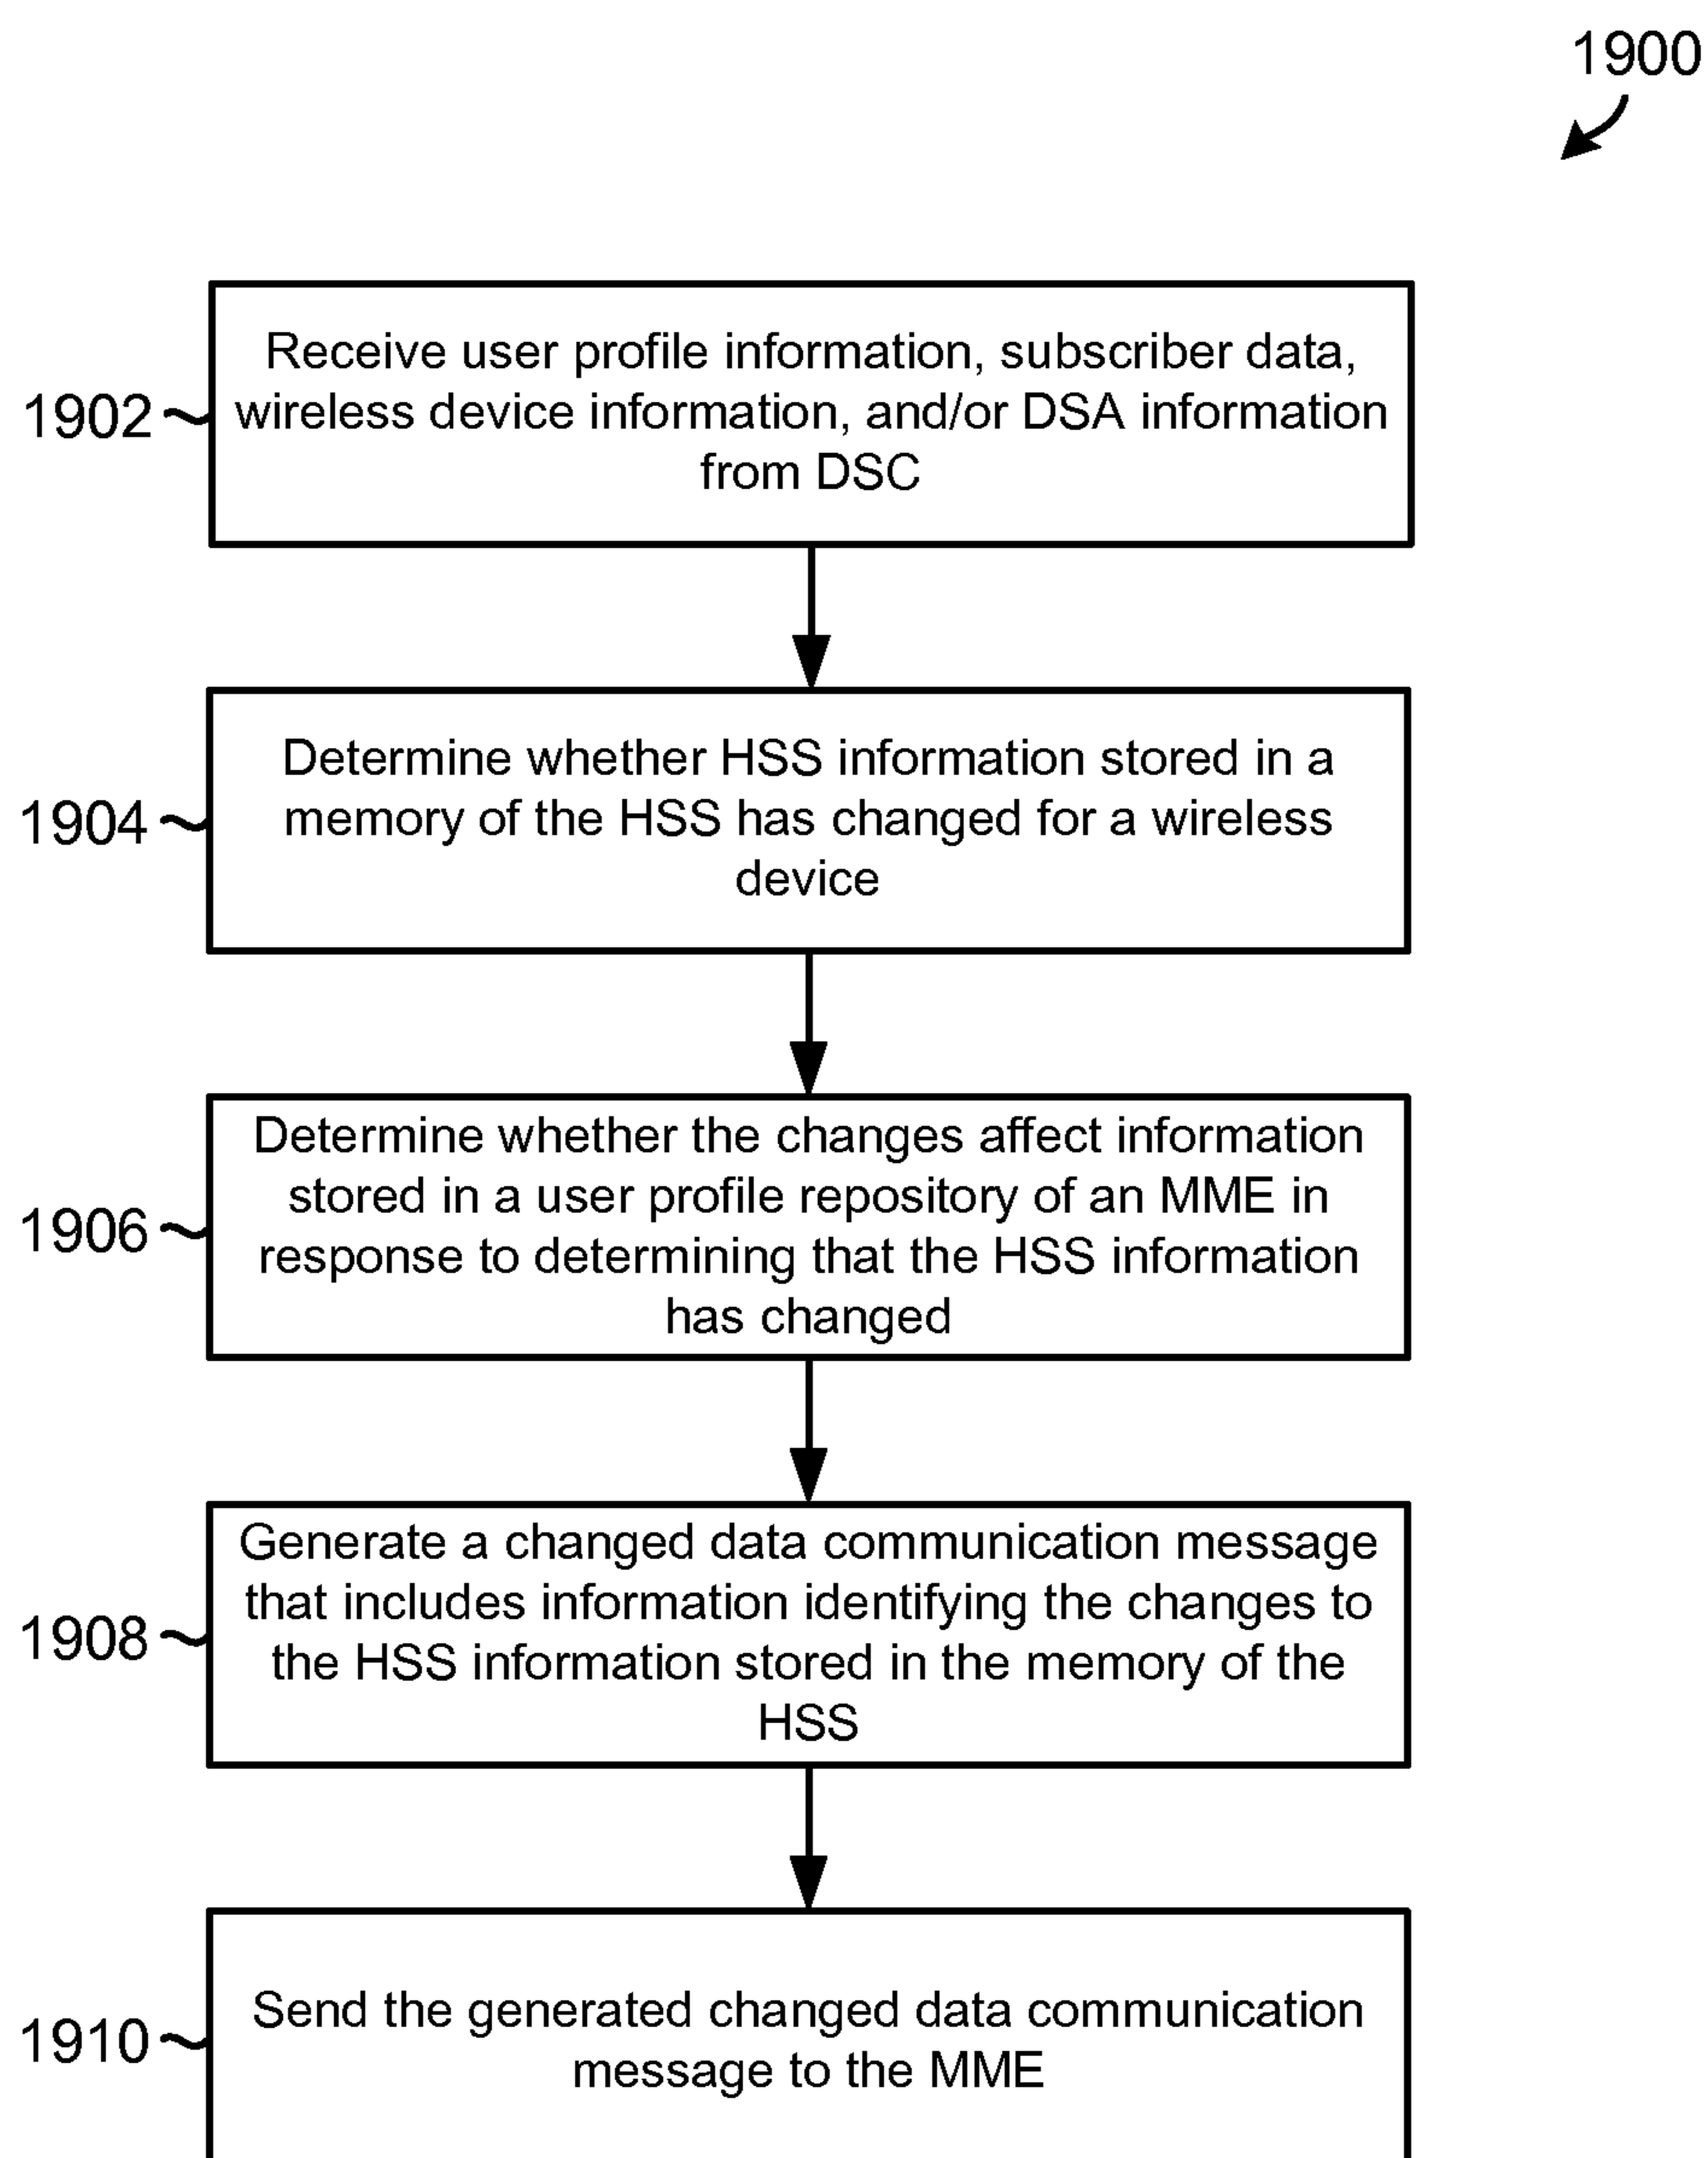 1900
1902
Receive user profile information, subscriber data,
wireless device information, and/or DSA information
from DSC
1904
Determine whether HSS information stored in a
memory of the HSS has changed for a wireless
device
1906
Determine whether the changes affect information
stored in a user profile repository of an MME in
response to determining that the HSS information
has changed
1908
Generate a changed data communication message
that includes information identifying the changes to
the HSS information stored in the memory of the
HSS
1910
Send the generated changed data communication
message to the MME